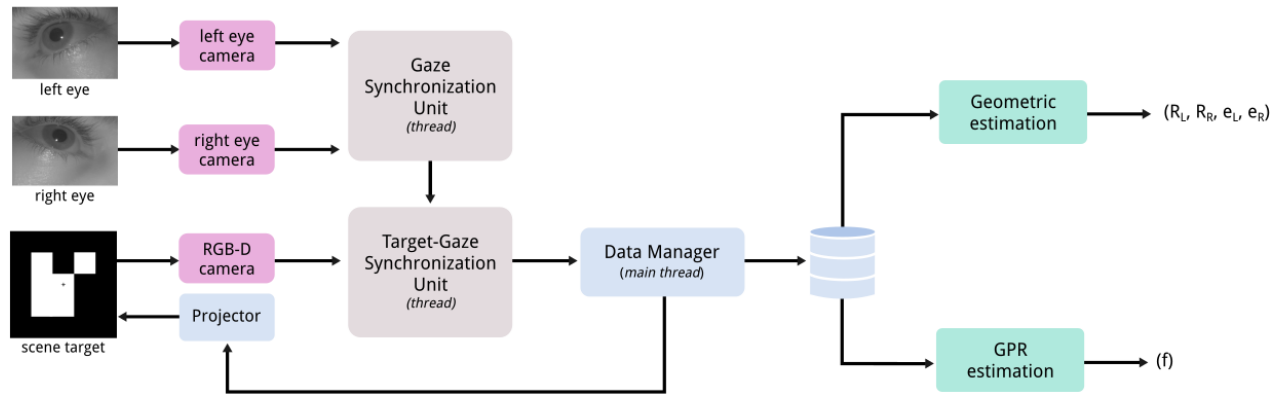 left eye
camera
left eye
Gaze
Synchronization
Unit
(thread)
right eye
camera
right eye
RGB-D
camera
Target-Gaze
Synchronization
Unit
(thread)
Projector
scene target
Data Manager
(main thread)
Geometric
estimation
(R_L, R_R, e_L, e_R)
GPR
estimation
(f)